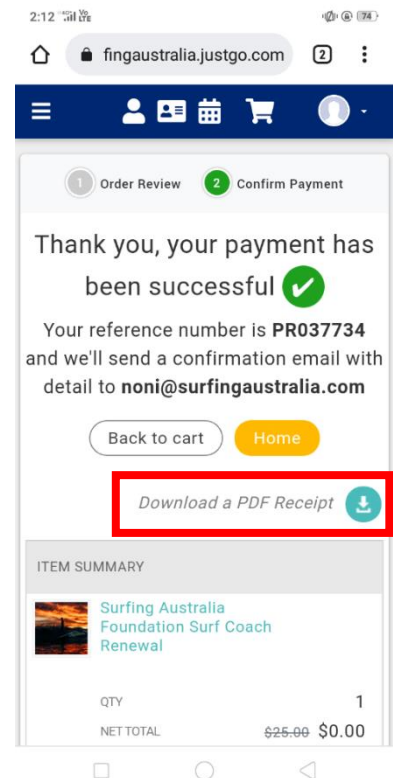 2:12 4G VoLTE 74
fingaustralia.justgo.com 2
1 Order Review 2 Confirm Payment
Thank you, your payment has
been successful
Your reference number is PR037734
and we'll send a confirmation email with
detail to noni@surfingaustralia.com
Back to cart Home
Download a PDF Receipt
ITEM SUMMARY
Surfing Australia
Foundation Surf Coach
Renewal
QTY 1
NET TOTAL $25.00 $0.00